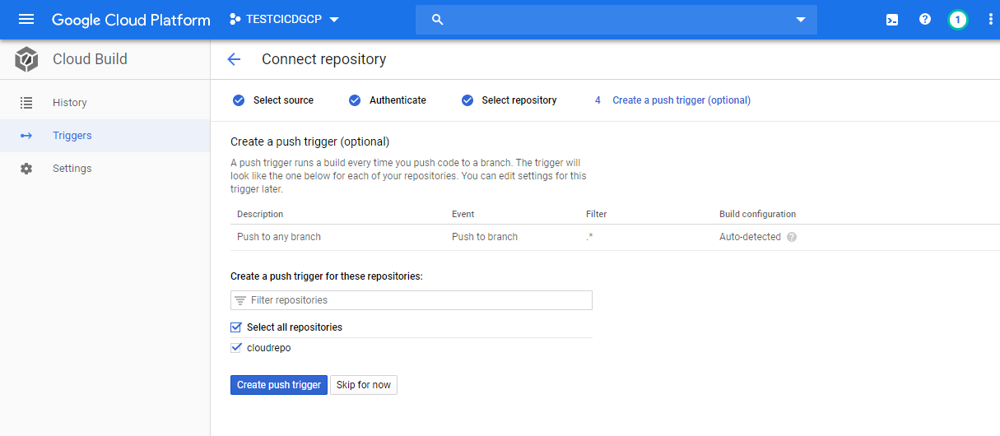 Google Cloud Platform TESTCICDGCP 1
Cloud Build
Connect repository
History
Triggers
Settings
Select source Authenticate Select repository 4 Create a push trigger (optional)
Create a push trigger (optional)
A push trigger runs a build every time you push code to a branch. The trigger will
look like the one below for each of your repositories. You can edit settings for this
trigger later.
Description Event Filter Build configuration
Push to any branch Push to branch .* Auto-detected ?
Create a push trigger for these repositories:
Filter repositories
Select all repositories
cloudrepo
Create push trigger Skip for now